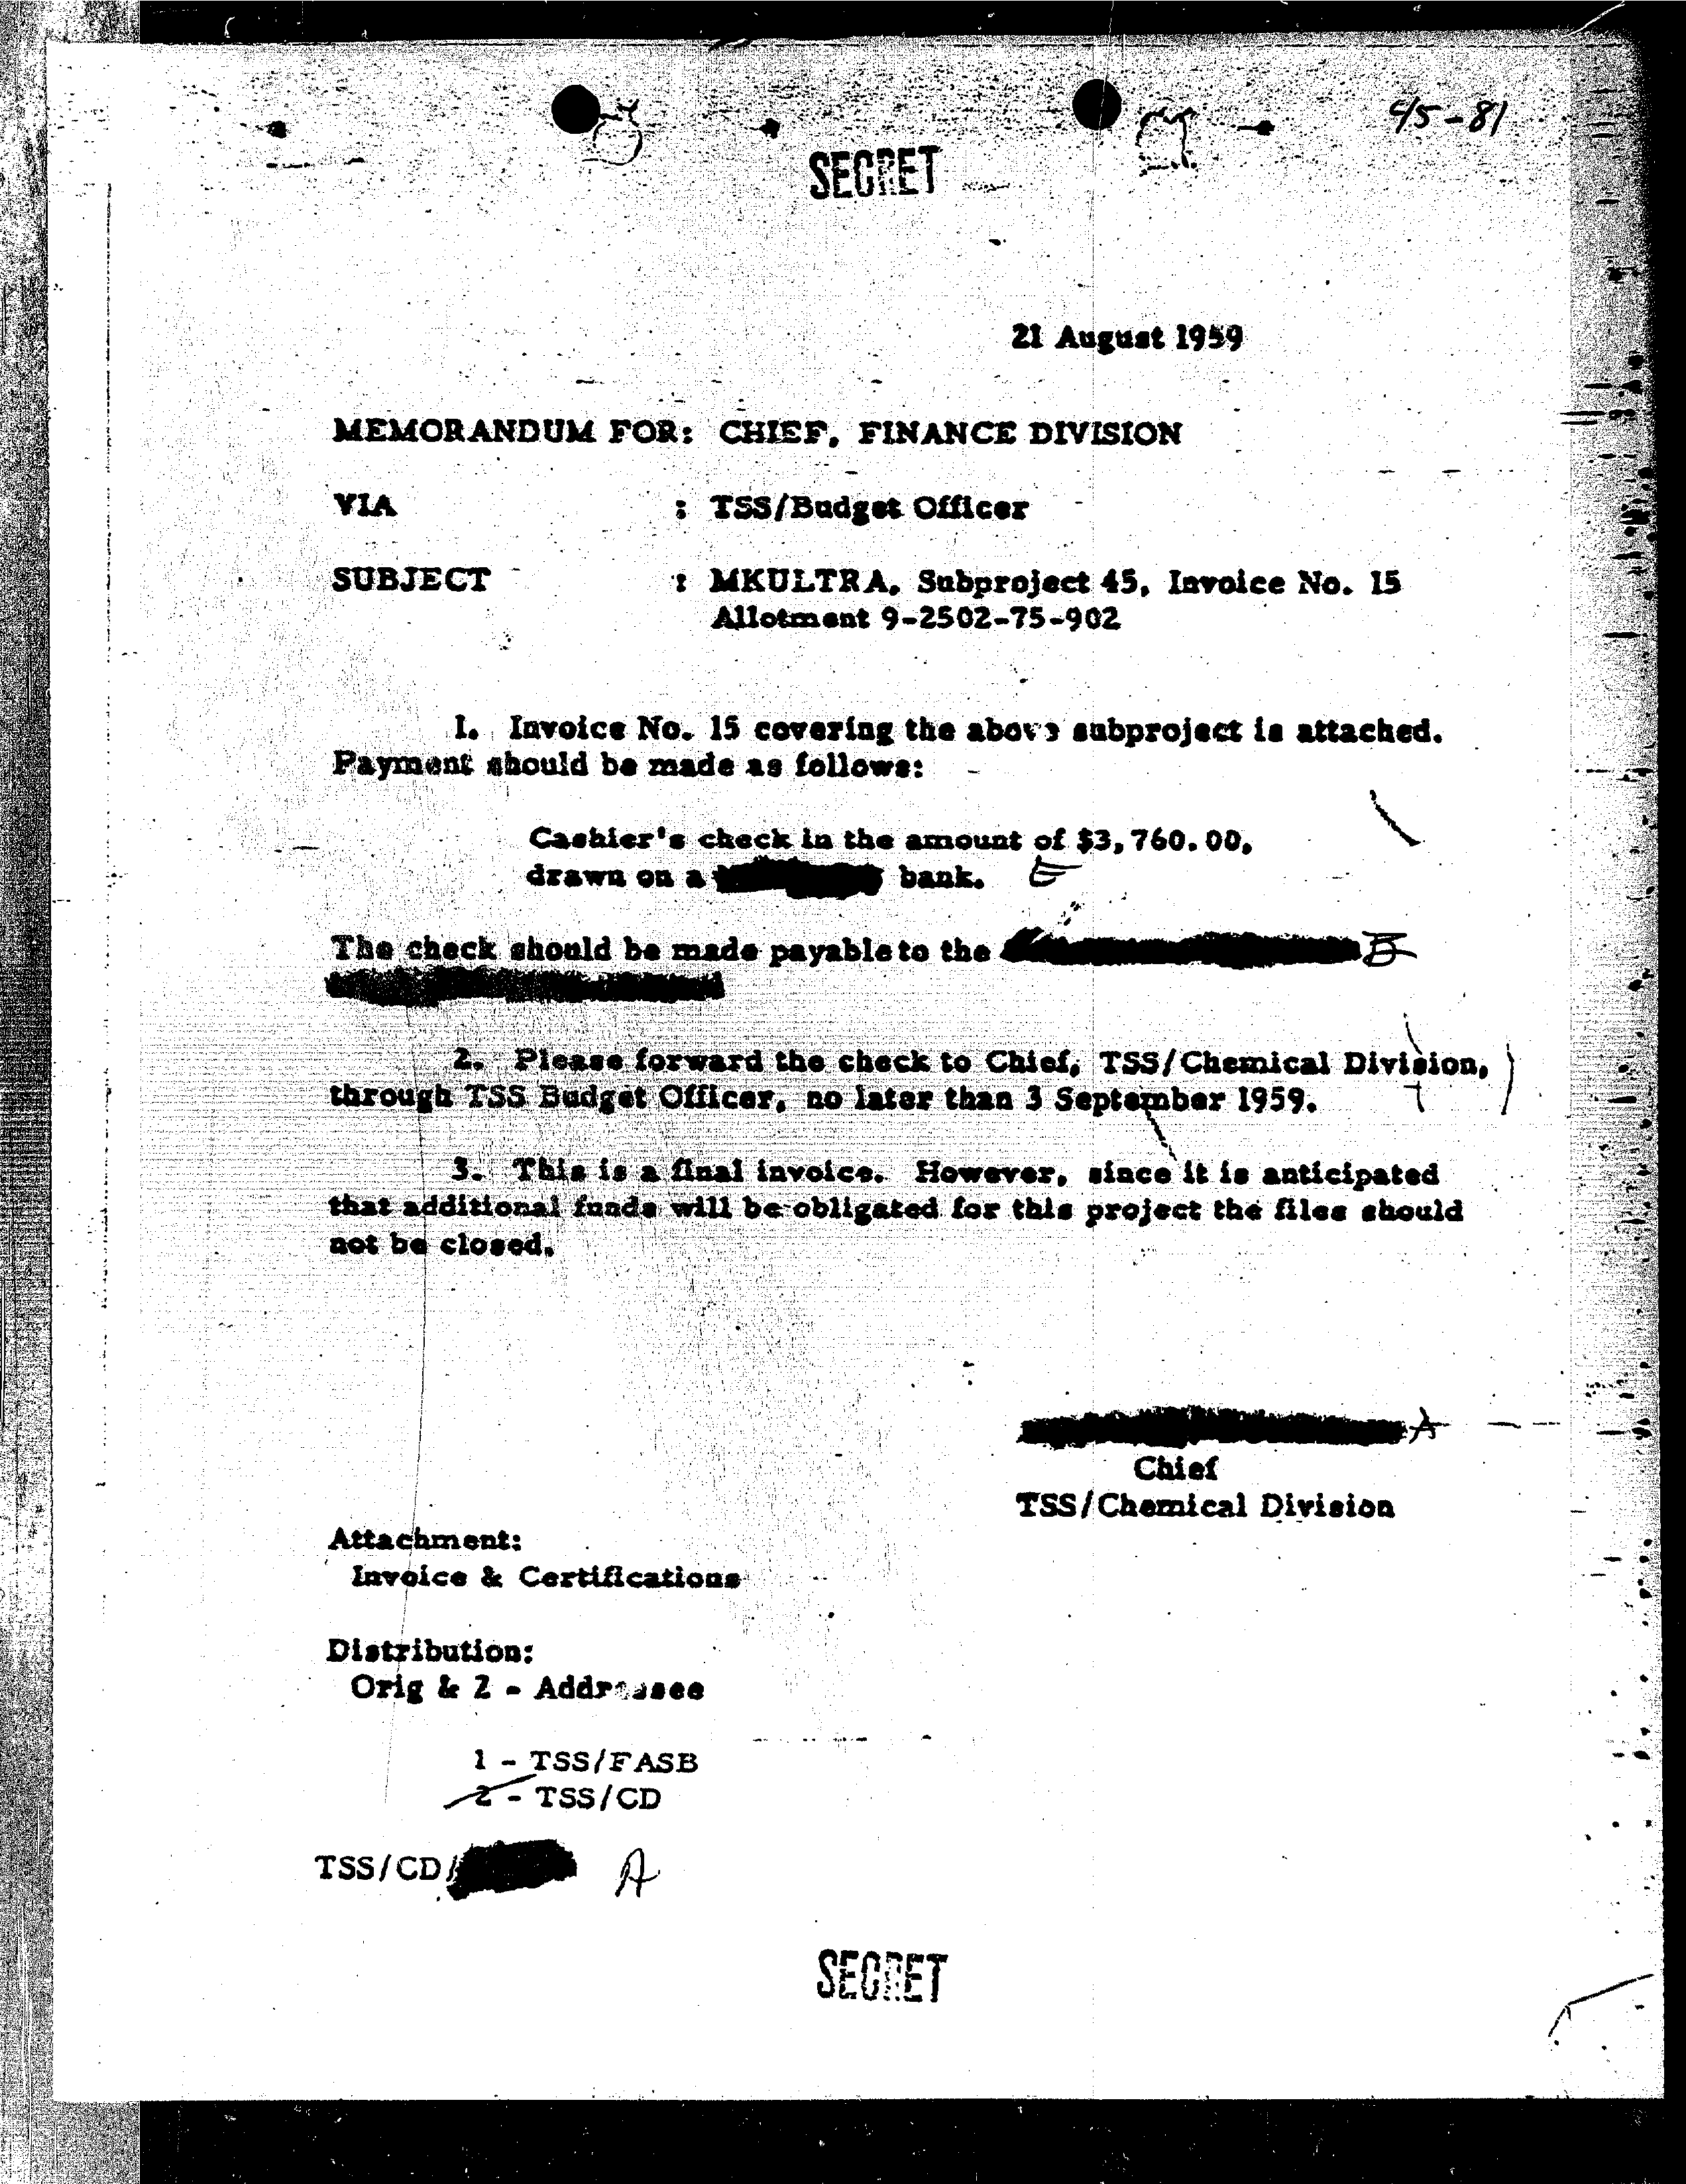 45-81
SECRET
21 August 1959
MEMORANDUM FOR: CHIEF, FINANCE DIVISION
VIA : TSS/Budget Officer
SUBJECT : MKULTRA, Subproject 45, Invoice No. 15
Allotment 9-2502-75-902
1. Invoice No. 15 covering the above subproject is attached.
Payment should be made as follows:
Cashier's check in the amount of $3,760.00,
drawn on a bank. E
The check should be made payable to the B
2. Please forward the check to Chief, TSS/Chemical Division,
through TSS Budget Officer, no later than 3 September 1959.
3. This is a final invoice. However, since it is anticipated
that additional funds will be obligated for this project the files should
not be closed.
A
Chief
TSS/Chemical Division
Attachment:
Invoice & Certifications
Distribution:
Orig & 2 - Addressee
1 - TSS/FASB
2 - TSS/CD
TSS/CD/ A
SECRET